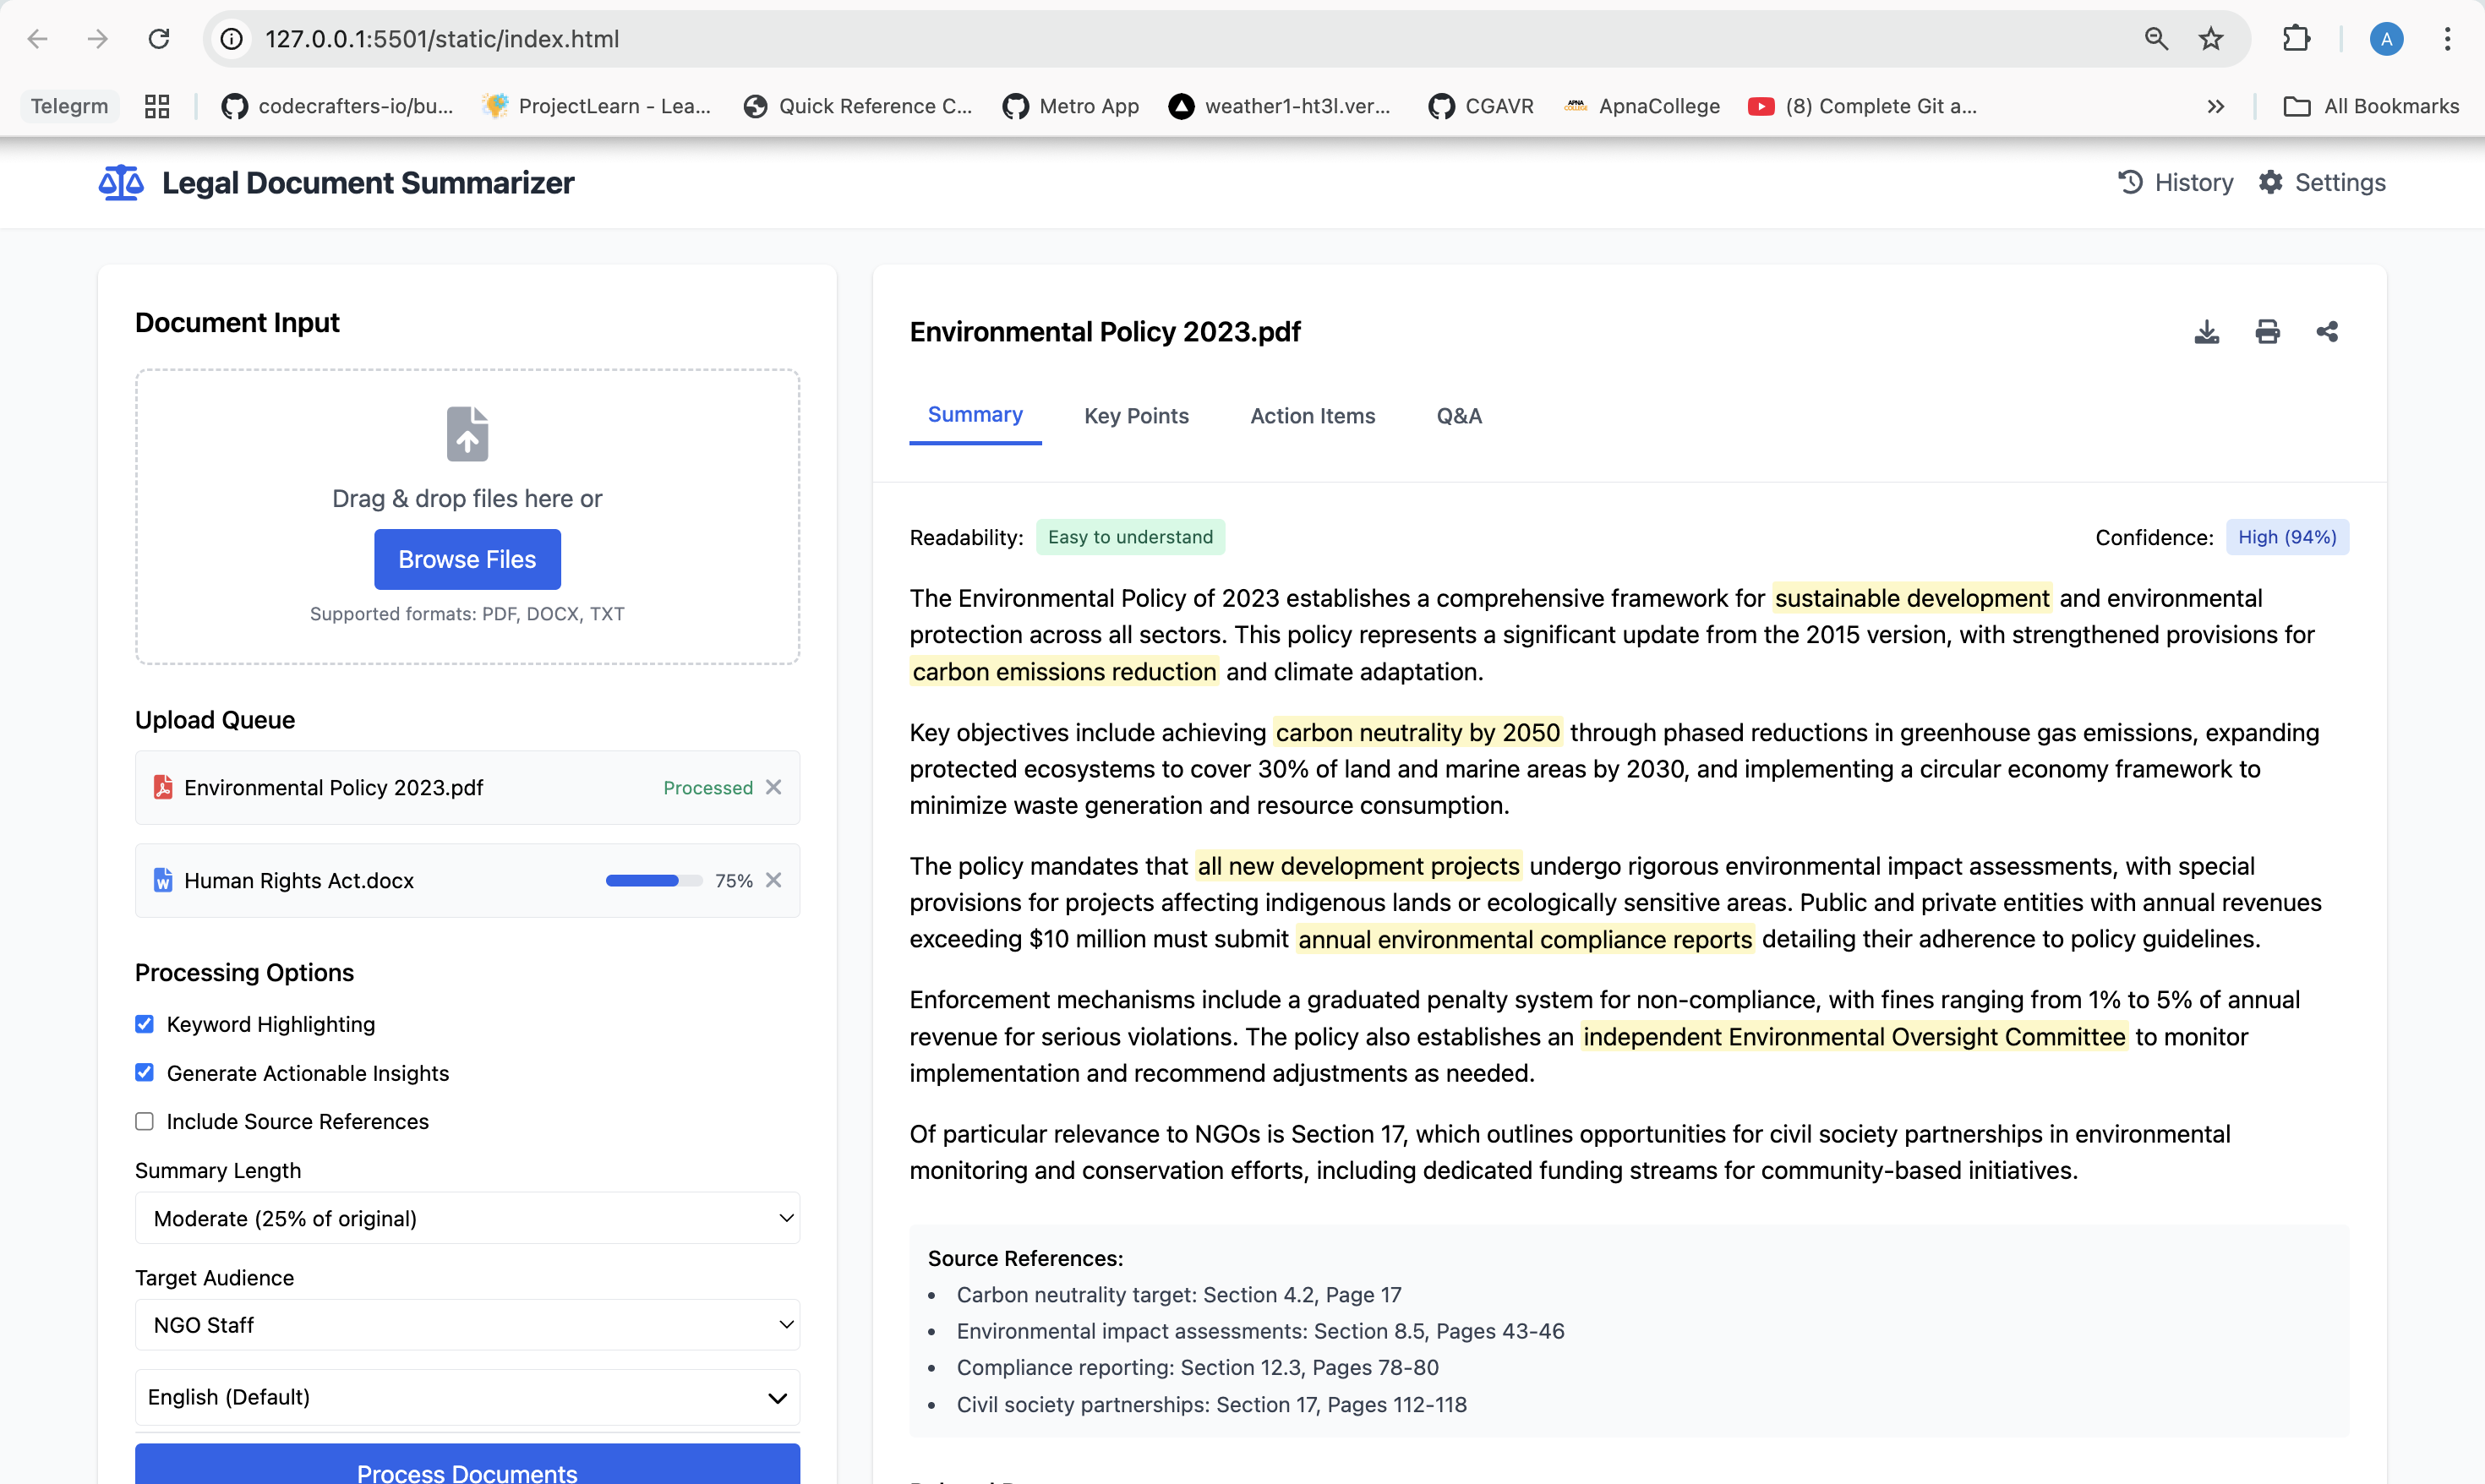 127.0.0.1:5501/static/index.html
A
Telegrm
codecrafters-io/bu...
ProjectLearn - Lea...
Quick Reference C...
Metro App
weather1-ht3l.ver...
CGAVR
ApnaCollege
(8) Complete Git a...
All Bookmarks
Legal Document Summarizer
History
Settings
Document Input
Drag & drop files here or
Browse Files
Supported formats: PDF, DOCX, TXT
Upload Queue
Environmental Policy 2023.pdf Processed
Human Rights Act.docx 75%
Processing Options
Keyword Highlighting
Generate Actionable Insights
Include Source References
Summary Length
Moderate (25% of original)
Target Audience
NGO Staff
English (Default)
Process Documents
Environmental Policy 2023.pdf
Summary
Key Points
Action Items
Q&A
Readability: Easy to understand
Confidence: High (94%)
The Environmental Policy of 2023 establishes a comprehensive framework for sustainable development and environmental
protection across all sectors. This policy represents a significant update from the 2015 version, with strengthened provisions for
carbon emissions reduction and climate adaptation.
Key objectives include achieving carbon neutrality by 2050 through phased reductions in greenhouse gas emissions, expanding
protected ecosystems to cover 30% of land and marine areas by 2030, and implementing a circular economy framework to
minimize waste generation and resource consumption.
The policy mandates that all new development projects undergo rigorous environmental impact assessments, with special
provisions for projects affecting indigenous lands or ecologically sensitive areas. Public and private entities with annual revenues
exceeding $10 million must submit annual environmental compliance reports detailing their adherence to policy guidelines.
Enforcement mechanisms include a graduated penalty system for non-compliance, with fines ranging from 1% to 5% of annual
revenue for serious violations. The policy also establishes an independent Environmental Oversight Committee to monitor
implementation and recommend adjustments as needed.
Of particular relevance to NGOs is Section 17, which outlines opportunities for civil society partnerships in environmental
monitoring and conservation efforts, including dedicated funding streams for community-based initiatives.
Source References:
• Carbon neutrality target: Section 4.2, Page 17
• Environmental impact assessments: Section 8.5, Pages 43-46
• Compliance reporting: Section 12.3, Pages 78-80
• Civil society partnerships: Section 17, Pages 112-118